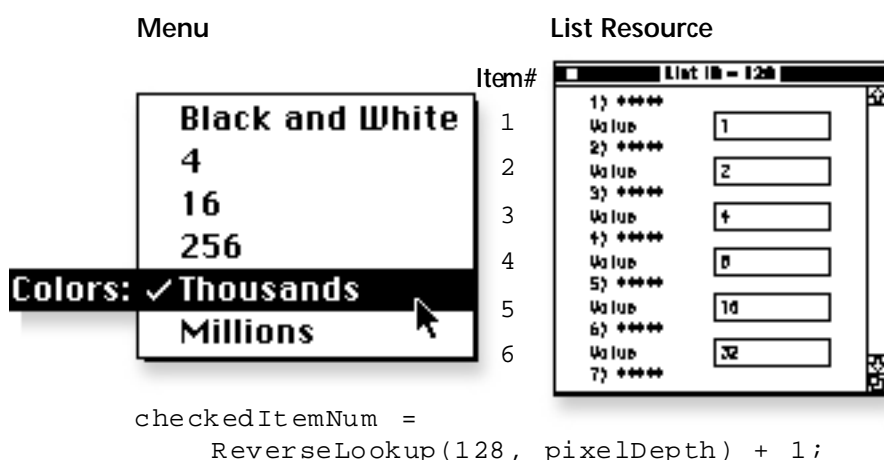 Menu
List Resource
Item#
List ID = 128
Black and White
4
16
256
Colors: ✓ Thousands
Millions
1
2
3
4
5
6
1) *****
Value 1
2) *****
Value 2
3) *****
Value 4
4) *****
Value 8
5) *****
Value 16
6) *****
Value 32
7) *****
checkedItemNum =
ReverseLookup(128, pixelDepth) + 1;